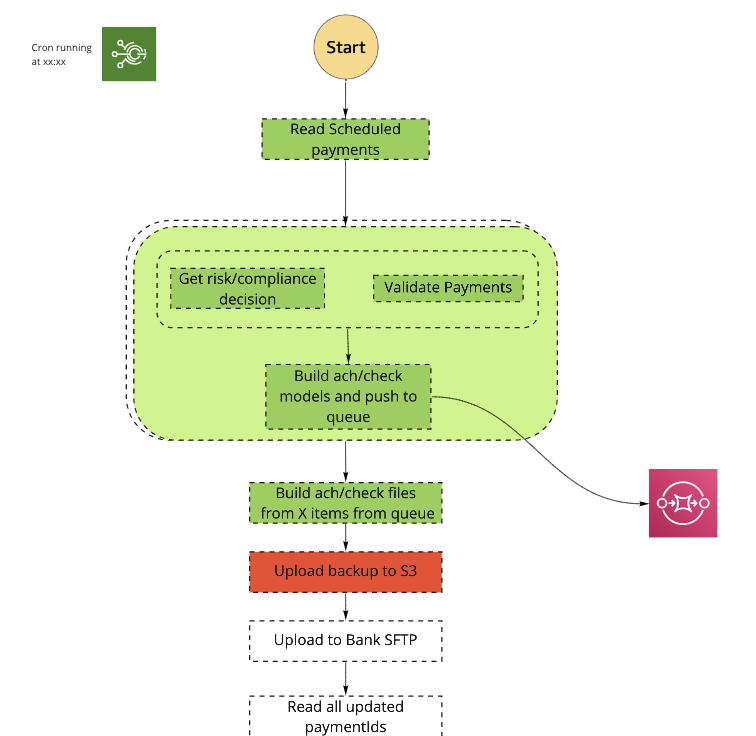 Cron running
at xx:xx
Start
Read Scheduled
payments
Get risk/compliance
decision
Validate Payments
Build ach/check
models and push to
queue
Build ach/check files
from X items from queue
Upload backup to S3
Upload to Bank SFTP
Read all updated
paymentIds